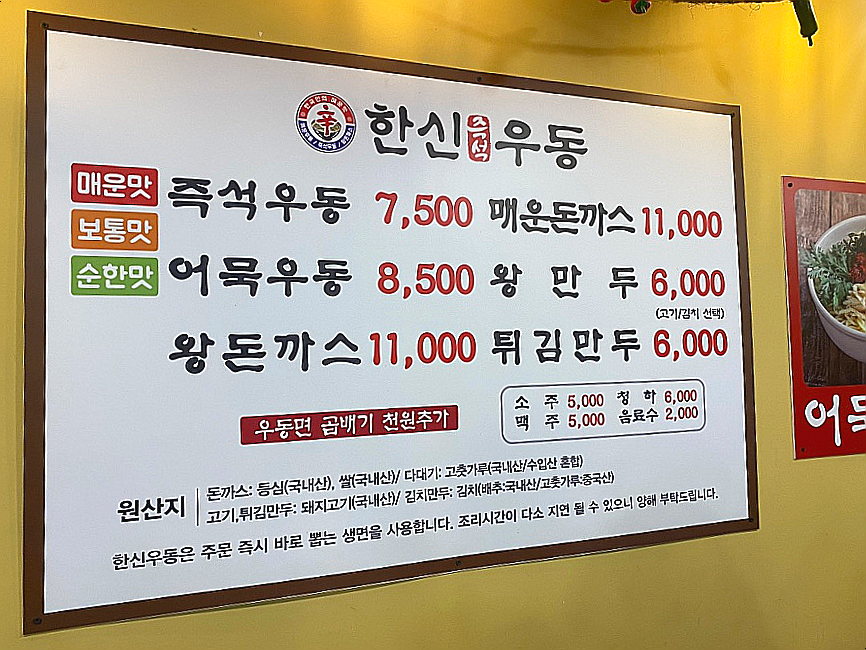 한신즉석우동
매운맛
보통맛
순한맛
즉석우동 7,500
매운돈까스 11,000
어묵우동 8,500
왕만두 6,000
(고기/김치 선택)
왕돈까스 11,000
튀김만두 6,000
우동면 곱배기 천원추가
소주 5,000 청하 6,000
맥주 5,000 음료수 2,000
원산지
돈까스: 등심(국내산), 쌀(국내산)/ 다대기: 고춧가루(국내산/수입산 혼합)
고기,튀김만두: 돼지고기(국내산)/ 김치만두: 김치(배추:국내산/고춧가루:중국산)
한신우동은 주문 즉시 바로 뽑는 생면을 사용합니다. 조리시간이 다소 지연 될 수 있으니 양해 부탁드립니다.
어묵